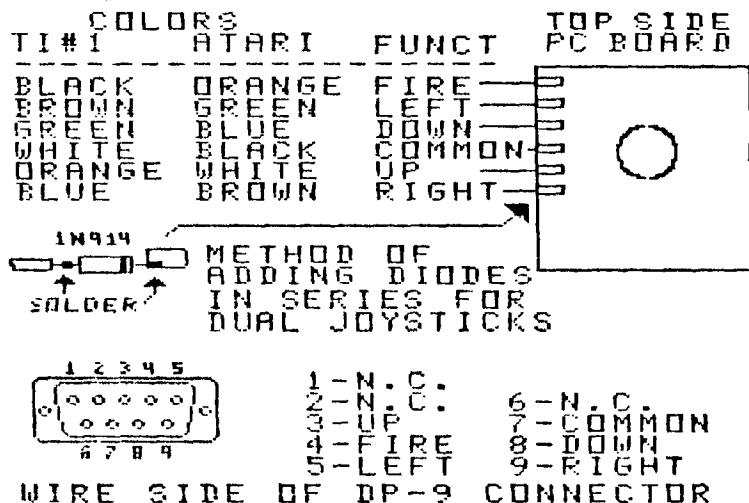 COLORS
TOP SIDE
TI#1 ATARI FUNCT PC BOARD
BLACK ORANGE FIRE
BROWN GREEN LEFT
GREEN BLUE DOWN
WHITE BLACK COMMON
ORANGE WHITE UP
BLUE BROWN RIGHT
1N914
METHOD OF
ADDING DIODES
IN SERIES FOR
DUAL JOYSTICKS
SOLDER
1 2 3 4 5
6 7 8 9
1-N.C.
2-N.C.
3-UP
4-FIRE
5-LEFT
6-N.C.
7-COMMON
8-DOWN
9-RIGHT
WIRE SIDE OF DP-9 CONNECTOR